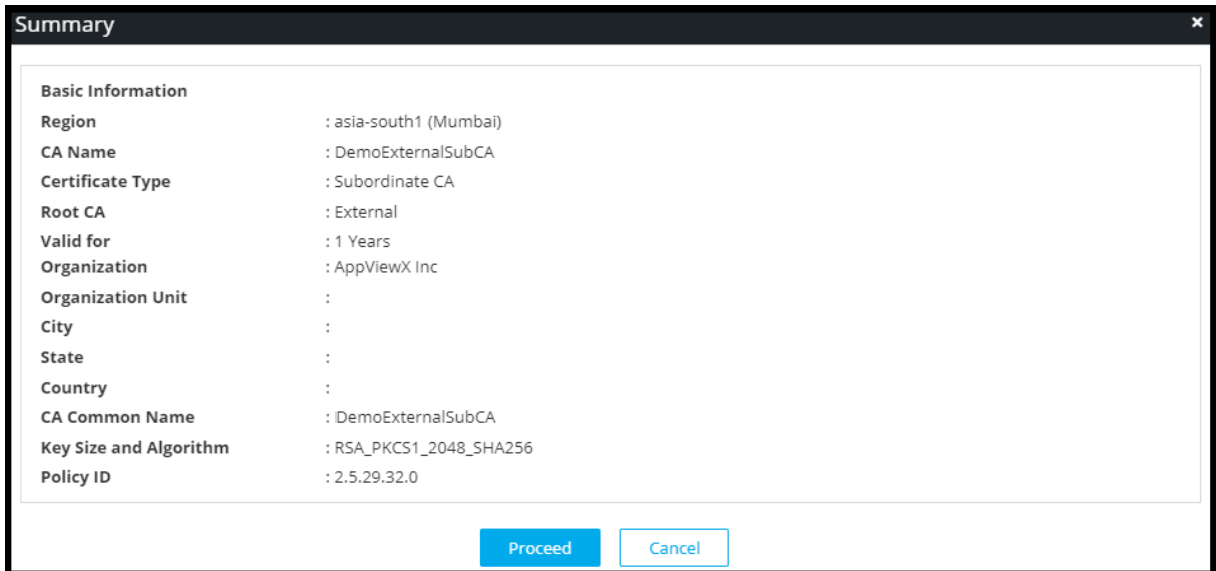 Summary ×
Basic Information
Region : asia-south1 (Mumbai)
CA Name : DemoExternalSubCA
Certificate Type : Subordinate CA
Root CA : External
Valid for : 1 Years
Organization : AppViewX Inc
Organization Unit :
City :
State :
Country :
CA Common Name : DemoExternalSubCA
Key Size and Algorithm : RSA_PKCS1_2048_SHA256
Policy ID : 2.5.29.32.0
Proceed Cancel